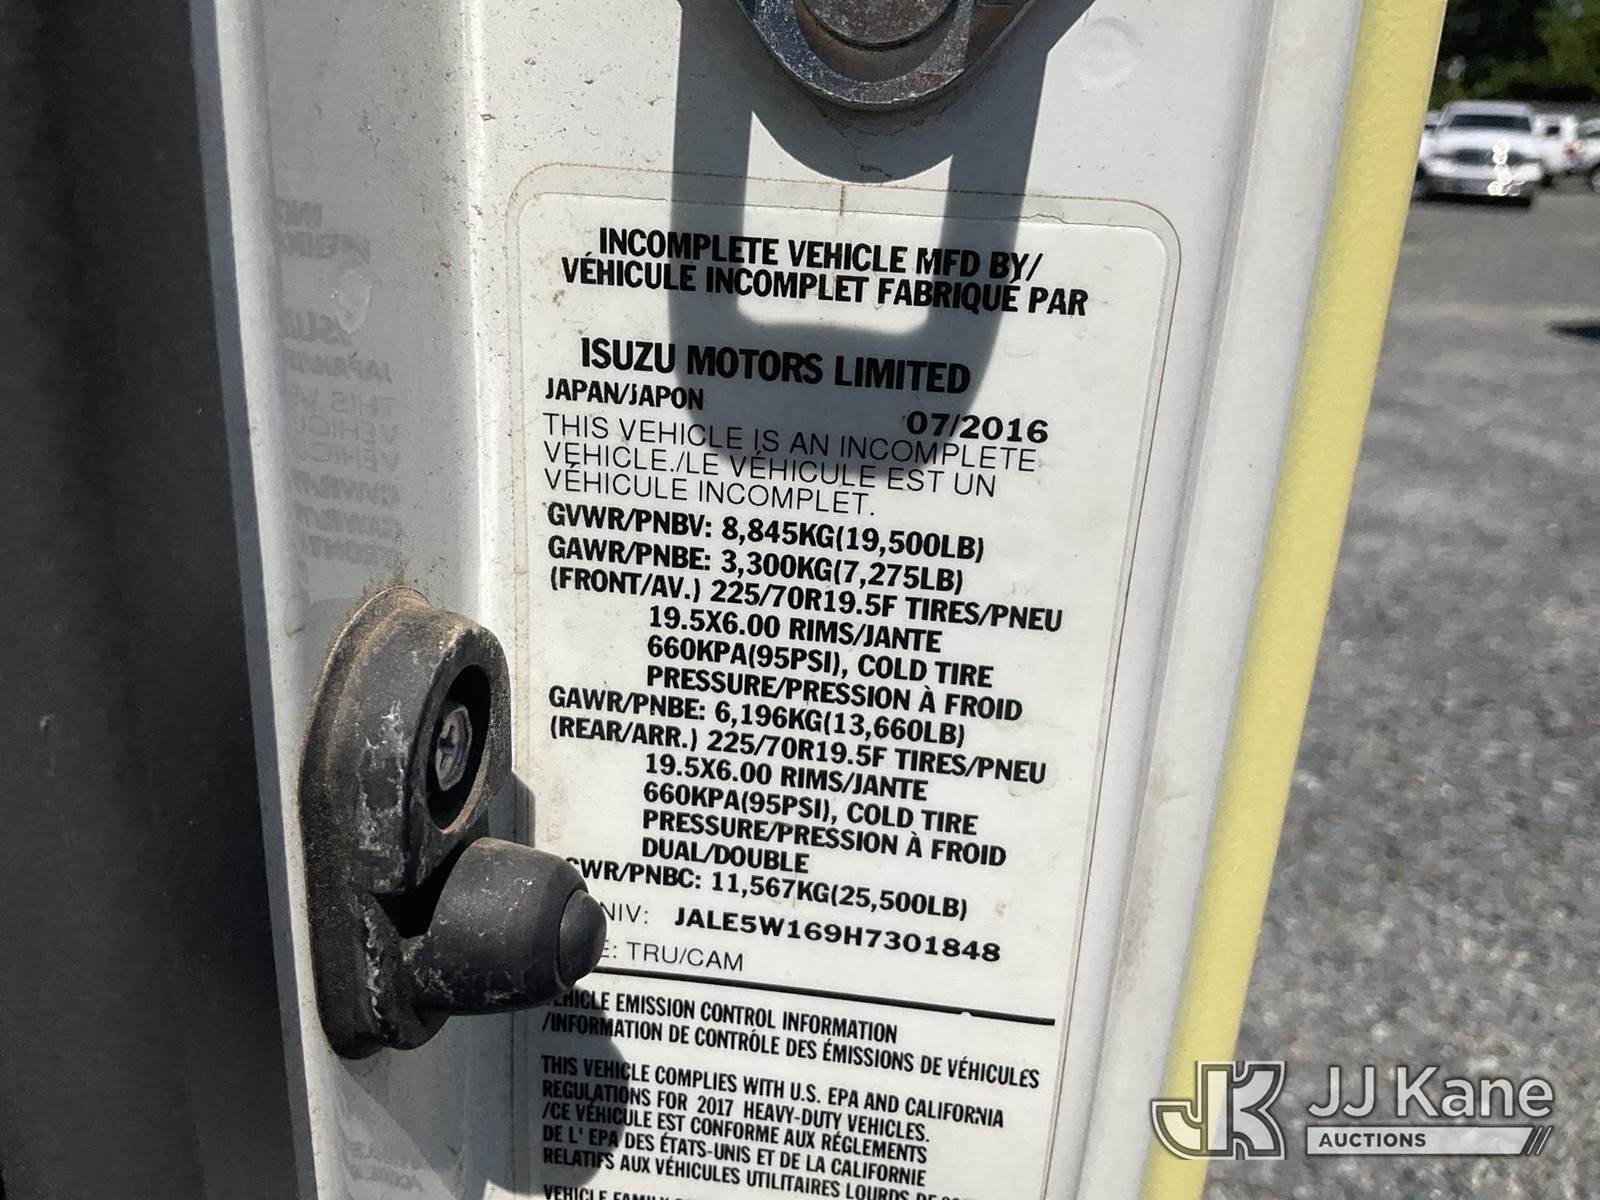 INCOMPLETE VEHICLE MFD BY/
VÉHICULE INCOMPLET FABRIQUÉ PAR
ISUZU MOTORS LIMITED
JAPAN/JAPON
07/2016
THIS VEHICLE IS AN INCOMPLETE
VEHICLE./LE VÉHICULE EST UN
VÉHICULE INCOMPLET.
GVWR/PNBV: 8,845KG(19,500LB)
GAWR/PNBE: 3,300KG(7,275LB)
(FRONT/AV.) 225/70R19.5F TIRES/PNEU
19.5X6.00 RIMS/JANTE
660KPA(95PSI), COLD TIRE
PRESSURE/PRESSION À FROID
GAWR/PNBE: 6,196KG(13,660LB)
(REAR/ARR.) 225/70R19.5F TIRES/PNEU
19.5X6.00 RIMS/JANTE
660KPA(95PSI), COLD TIRE
PRESSURE/PRESSION À FROID
DUAL/DOUBLE
CWR/PNBC: 11,567KG(25,500LB)
NIV: JALE5W169H7301848
E: TRU/CAM
VEHICLE EMISSION CONTROL INFORMATION
/INFORMATION DE CONTRÔLE DES ÉMISSIONS DE VÉHICULES
THIS VEHICLE COMPLIES WITH U.S. EPA AND CALIFORNIA
REGULATIONS FOR 2017 HEAVY-DUTY VEHICLES.
/CE VÉHICULE EST CONFORME AUX RÉGLEMENTS
DE L' EPA DES ÉTATS-UNIS ET DE LA CALIFORNIE
RELATIFS AUX VÉHICULES UTILITAIRES LOURDS DE
VEHICLE FAMILY
JK JJ Kane
AUCTIONS